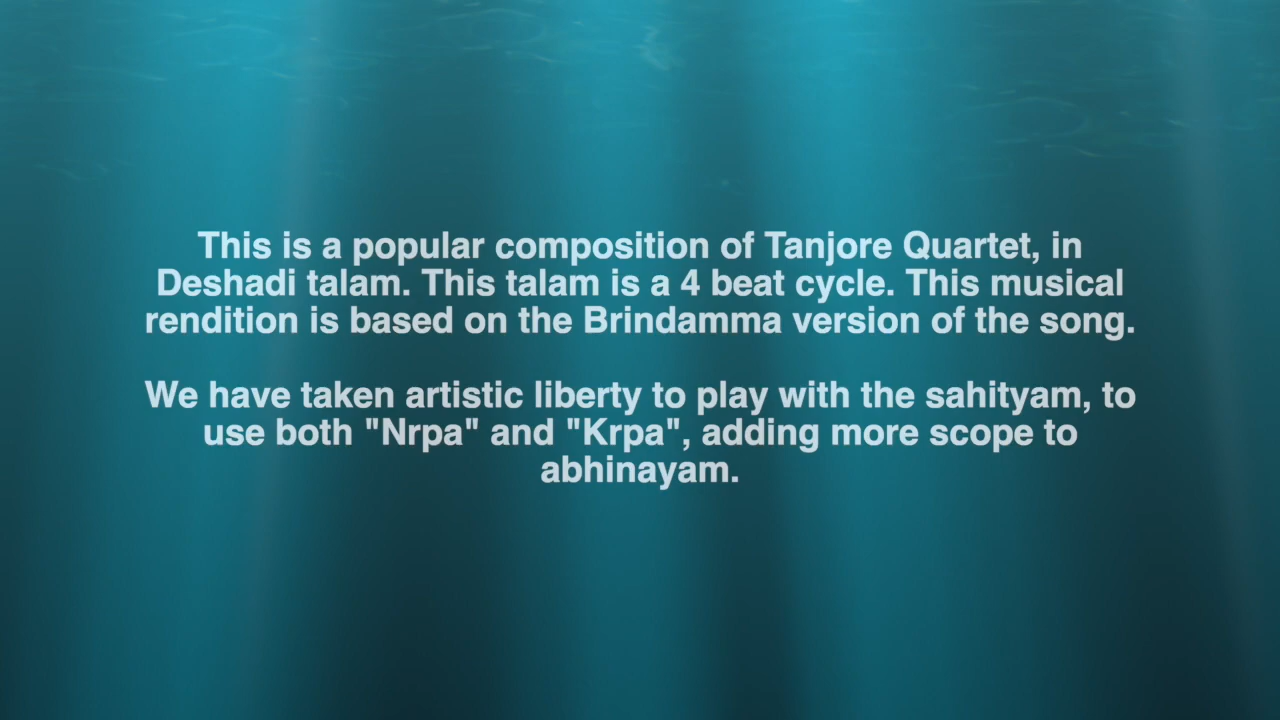 This is a popular composition of Tanjore Quartet, in
Deshadi talam. This talam is a 4 beat cycle. This musical
rendition is based on the Brindamma version of the song.
We have taken artistic liberty to play with the sahityam, to
use both "Nrpa" and "Krpa", adding more scope to
abhinayam.